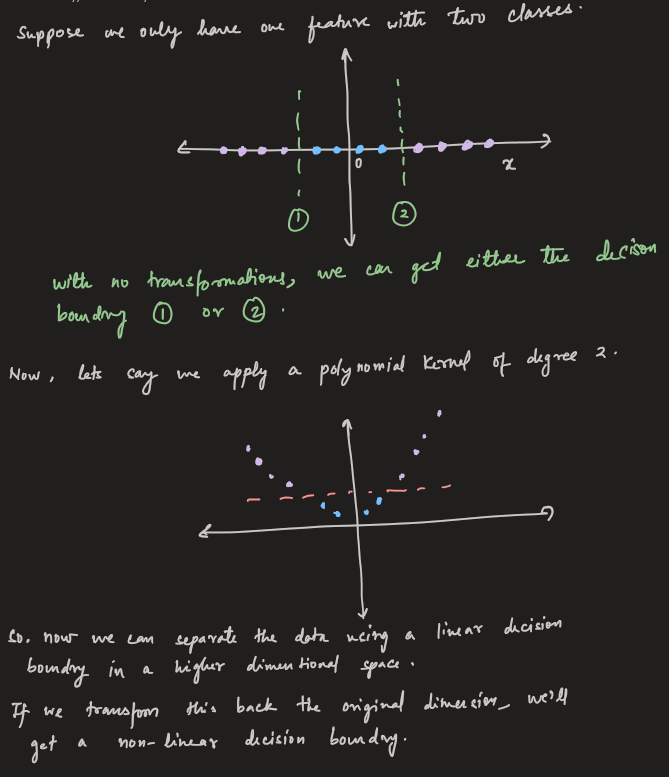 Suppose we only have one feature with two classes.
0
x
1
2
with no transformations, we can get either the decison
boundry ① or ②.
Now, lets say we apply a polynomial kernel of degree 2.
So, now we can separate the data using a linear decision
boundry in a higher dimentional space.
If we transform this back the original dimension, we'll
get a non-linear decision boundry.